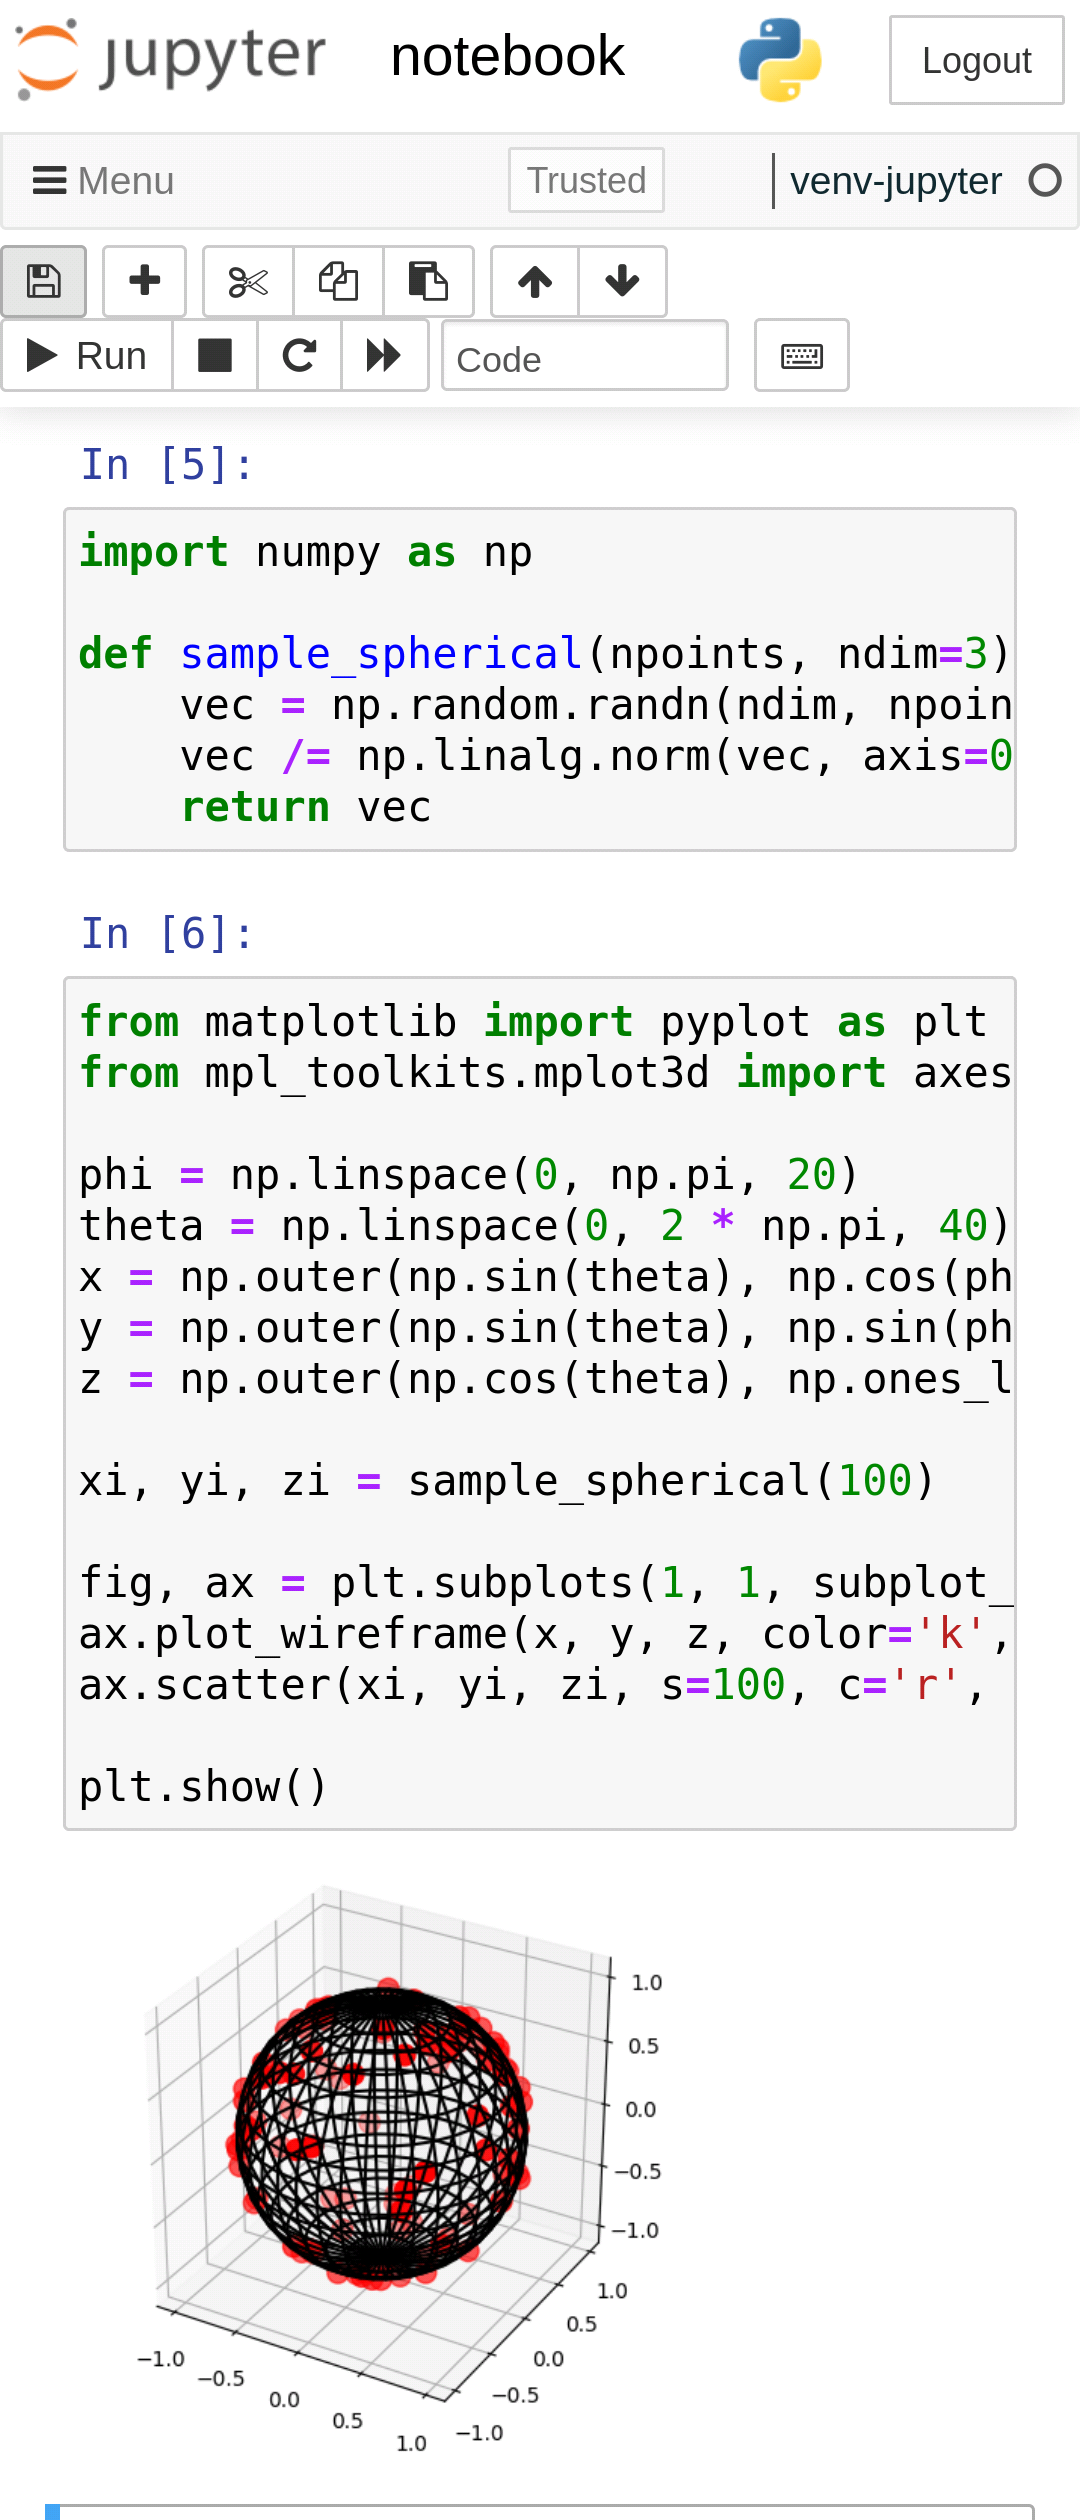 jupyter notebook Logout
Menu Trusted venv-jupyter
Run Code
In [5]:
import numpy as np
def sample_spherical(npoints, ndim=3)
    vec = np.random.randn(ndim, npoin
    vec /= np.linalg.norm(vec, axis=0
    return vec
In [6]:
from matplotlib import pyplot as plt
from mpl_toolkits.mplot3d import axes
phi = np.linspace(0, np.pi, 20)
theta = np.linspace(0, 2 * np.pi, 40)
x = np.outer(np.sin(theta), np.cos(ph
y = np.outer(np.sin(theta), np.sin(ph
z = np.outer(np.cos(theta), np.ones_l
xi, yi, zi = sample_spherical(100)
fig, ax = plt.subplots(1, 1, subplot_
ax.plot_wireframe(x, y, z, color='k',
ax.scatter(xi, yi, zi, s=100, c='r',
plt.show()
1.0
0.5
0.0
−0.5
−1.0
1.0
0.5
0.0
−0.5
−1.0
−1.0
−0.5
0.0
0.5
1.0